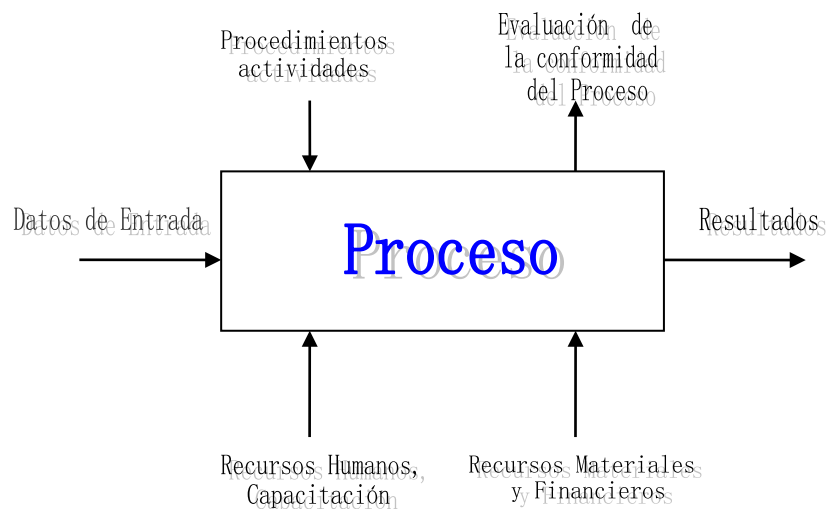 Procedimientos
actividades
Evaluación de
la conformidad
del Proceso
Datos de Entrada
Proceso
Resultados
Recursos Humanos,
Capacitación
Recursos Materiales
y Financieros